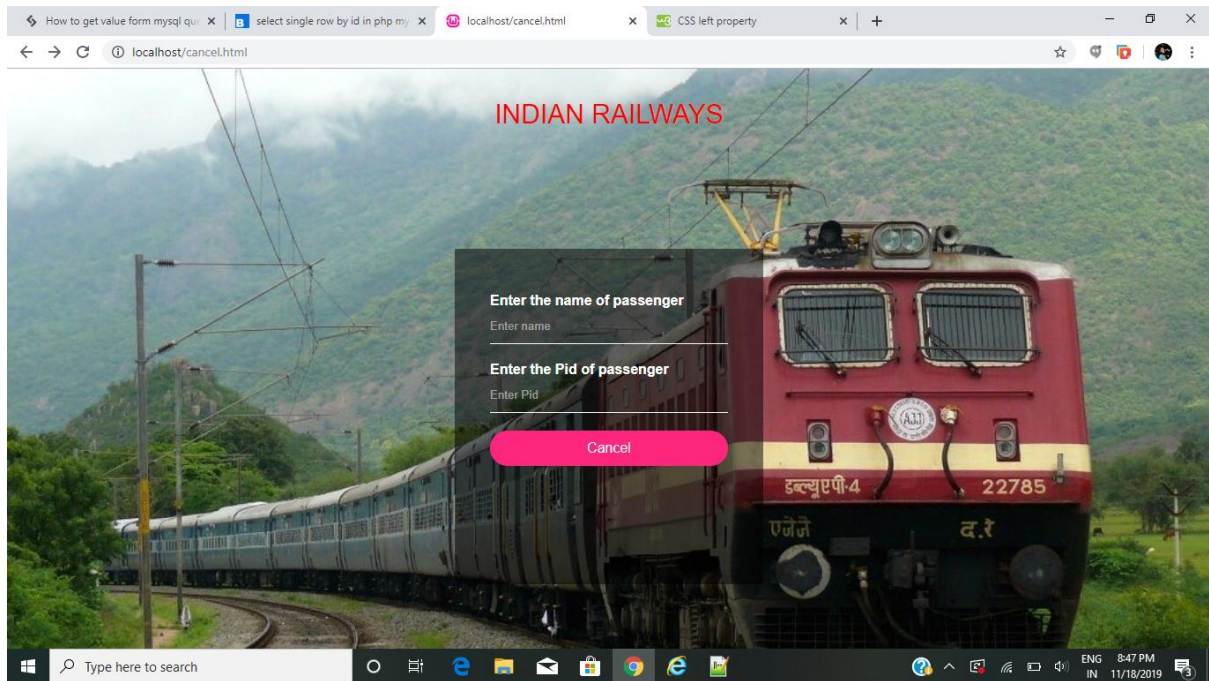 How to get value form mysql qu
select single row by id in php my
localhost/cancel.html
CSS left property
localhost/cancel.html
INDIAN RAILWAYS
Enter the name of passenger
Enter name
Enter the Pid of passenger
Enter Pid
Cancel
AJJ
डब्ल्यूएपी-4 22785
एजेजे द.रे
Type here to search
ENG 8:47 PM
IN 11/18/2019
3